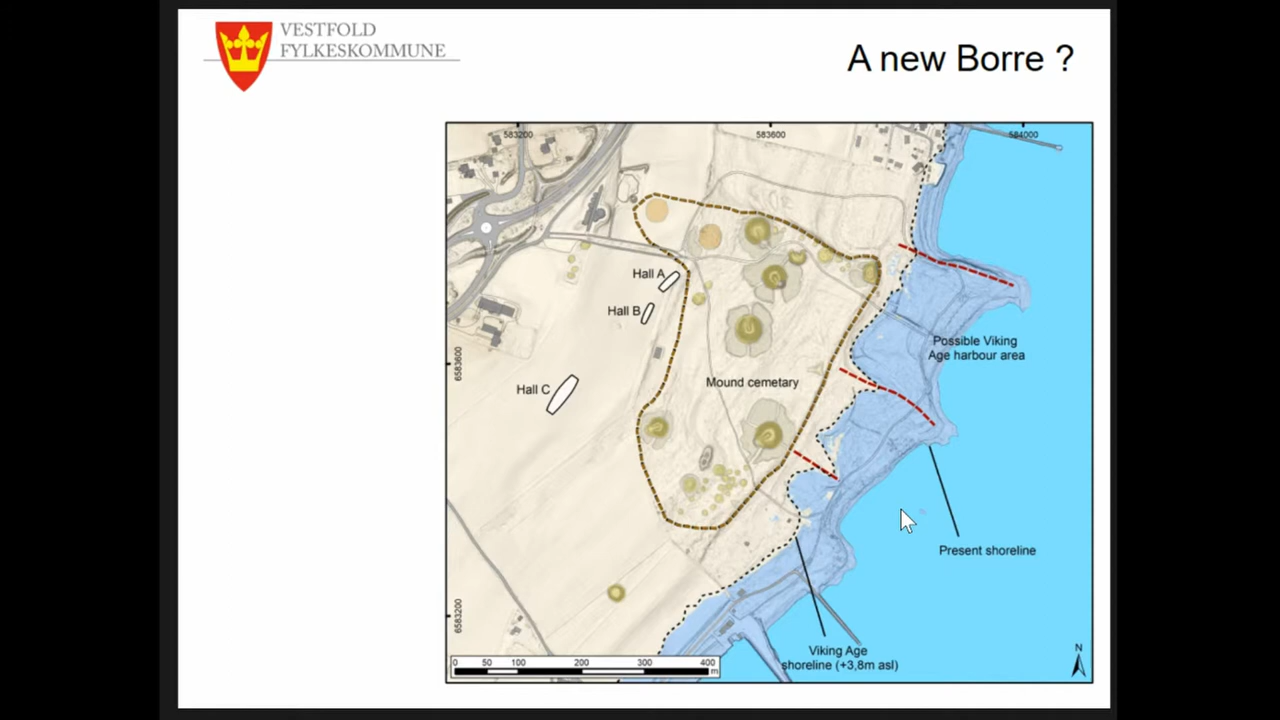 VESTFOLD
FYLKESKOMMUNE
A new Borre ?
583200
583600
584000
Hall A
Hall B
Possible Viking
Age harbour area
6583600
Hall C
Mound cemetary
Present shoreline
6583200
Viking Age
shoreline (+3,8m asl)
N
0 50 100 200 300 400
m